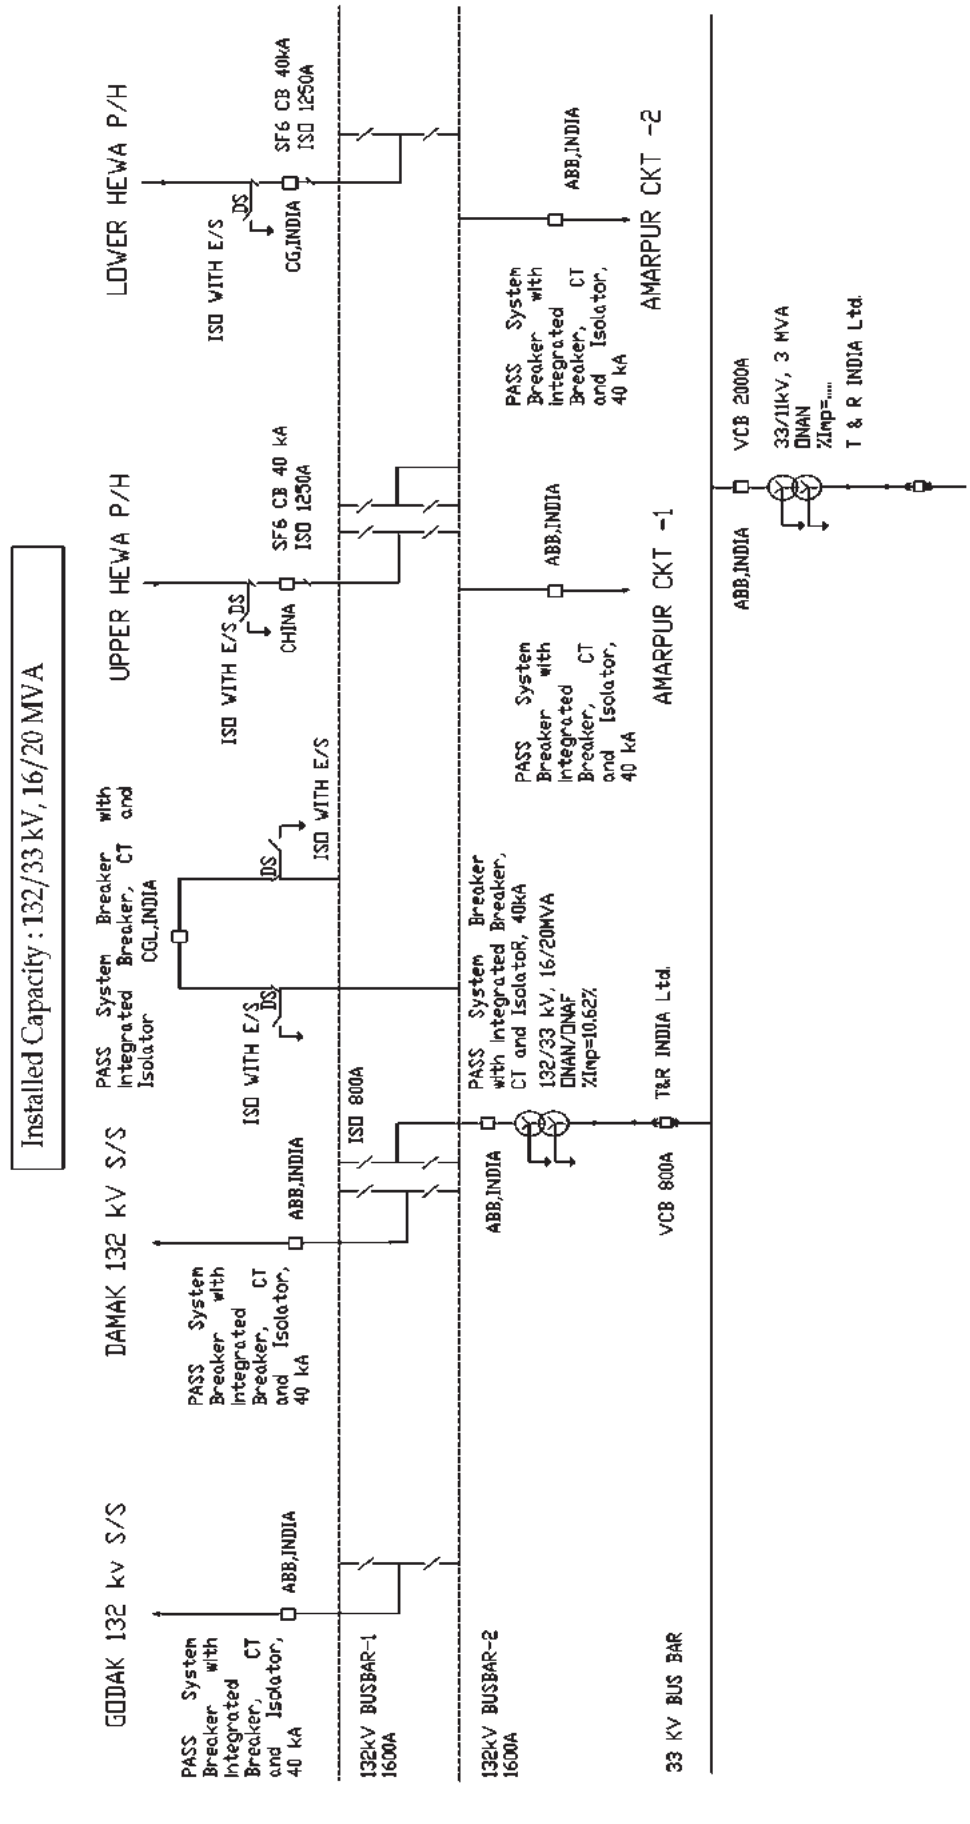 Installed Capacity : 132/33 kV, 16/20 MVA
GODAK 132 kv S/S
DAMAK 132 kV S/S
PASS System Breaker with
Integrated Breaker, CT and
Isolator CGL,INDIA
UPPER HEWA P/H
LOWER HEWA P/H
PASS System
Breaker with
Integrated
Breaker, CT
and Isolator,
40 kA
ABB,INDIA
PASS System
Breaker with
Integrated
Breaker, CT
and Isolator,
40 kA
ABB,INDIA
ISO WITH E/S
DS
DS
ISO WITH E/S
ISO WITH E/S
DS
CHINA
SF6 CB 40 kA
ISO 1250A
ISO WITH E/S
DS
CG,INDIA
SF6 CB 40kA
ISO 1250A
132kV BUSBAR-1
1600A
ISO 800A
132kV BUSBAR-2
1600A
ABB,INDIA
PASS System Breaker
with Integrated Breaker,
CT and IsolatoR, 40kA
132/33 kV, 16/20MVA
ONAN/ONAF
%Imp=10.62%
PASS System
Breaker with
Integrated
Breaker, CT
and Isolator,
40 kA
ABB,INDIA
PASS System
Breaker with
Integrated
Breaker, CT
and Isolator,
40 kA
ABB,INDIA
AMARPUR CKT -1
AMARPUR CKT -2
VCB 800A
T&R INDIA Ltd.
33 KV BUS BAR
ABB,INDIA
VCB 2000A
33/11kV, 3 MVA
ONAN
%Imp=....
T & R INDIA Ltd.